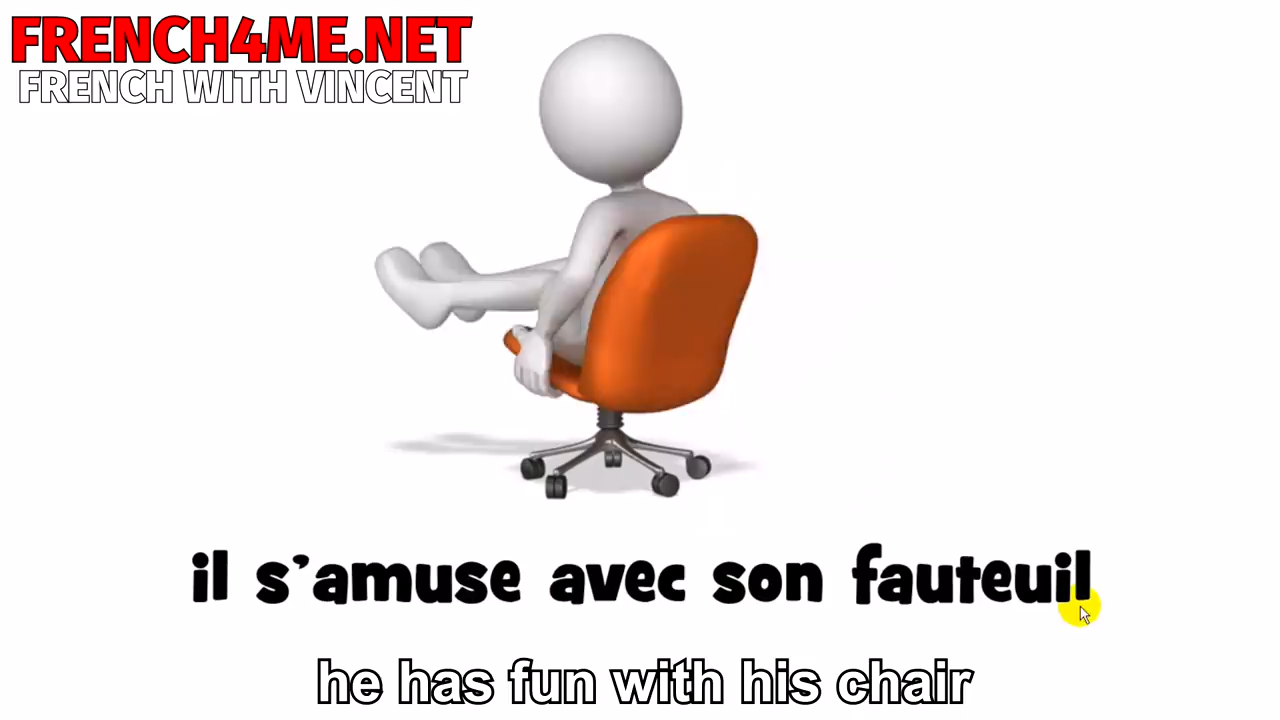 FRENCH4ME.NET
FRENCH WITH VINCENT
il s'amuse avec son fauteuil
he has fun with his chair